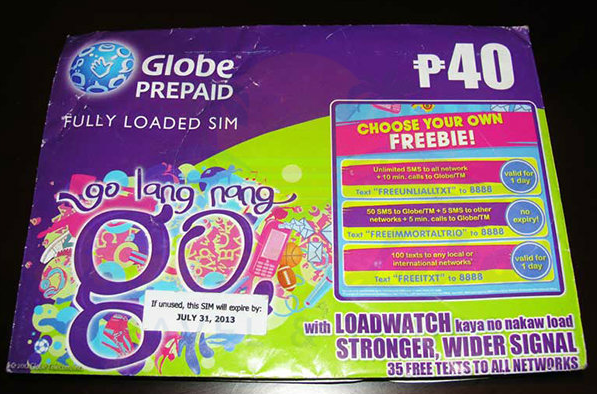 Globe
PREPAID
FULLY LOADED SIM
₱40
CHOOSE YOUR OWN
FREEBIE!
Unlimited SMS to all network
+ 10 min. calls to Globe/TM
valid for
1 day
Text "FREEUNLIALLTXT" to 8888
50 SMS to Globe/TM + 5 SMS to other
networks + 5 min. calls to Globe/TM
no
expiry!
Text "FREEIMMORTALTRIO" to 8888
100 texts to any local or
international networks
valid for
1 day
Text "FREEITXT" to 8888
go lang nang
go.
If unused, this SIM will expire by:
JULY 31, 2013
with LOADWATCH kaya no nakaw load
STRONGER, WIDER SIGNAL
35 FREE TEXTS TO ALL NETWORKS